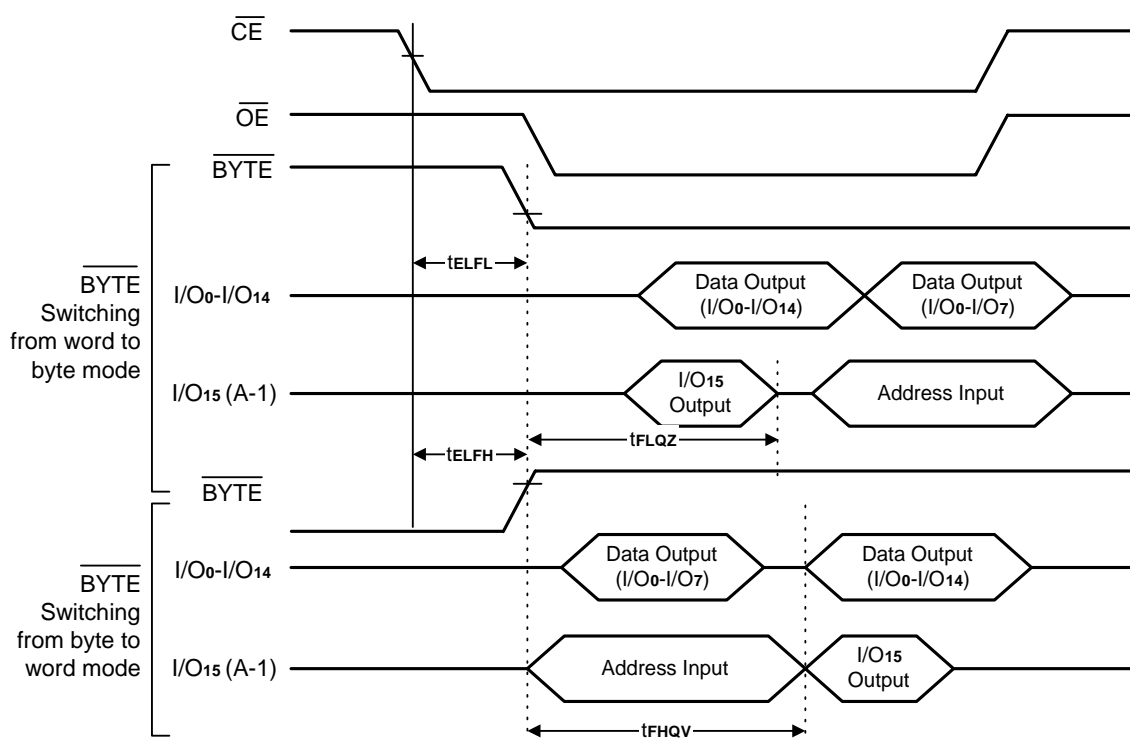 CE
OE
BYTE
tELFL
BYTE
Switching
from word to
byte mode
I/O0-I/O14
Data Output
(I/O0-I/O14)
Data Output
(I/O0-I/O7)
I/O15 (A-1)
I/O15
Output
Address Input
tELFH
tFLQZ
BYTE
BYTE
Switching
from byte to
word mode
I/O0-I/O14
Data Output
(I/O0-I/O7)
Data Output
(I/O0-I/O14)
I/O15 (A-1)
Address Input
I/O15
Output
tFHQV